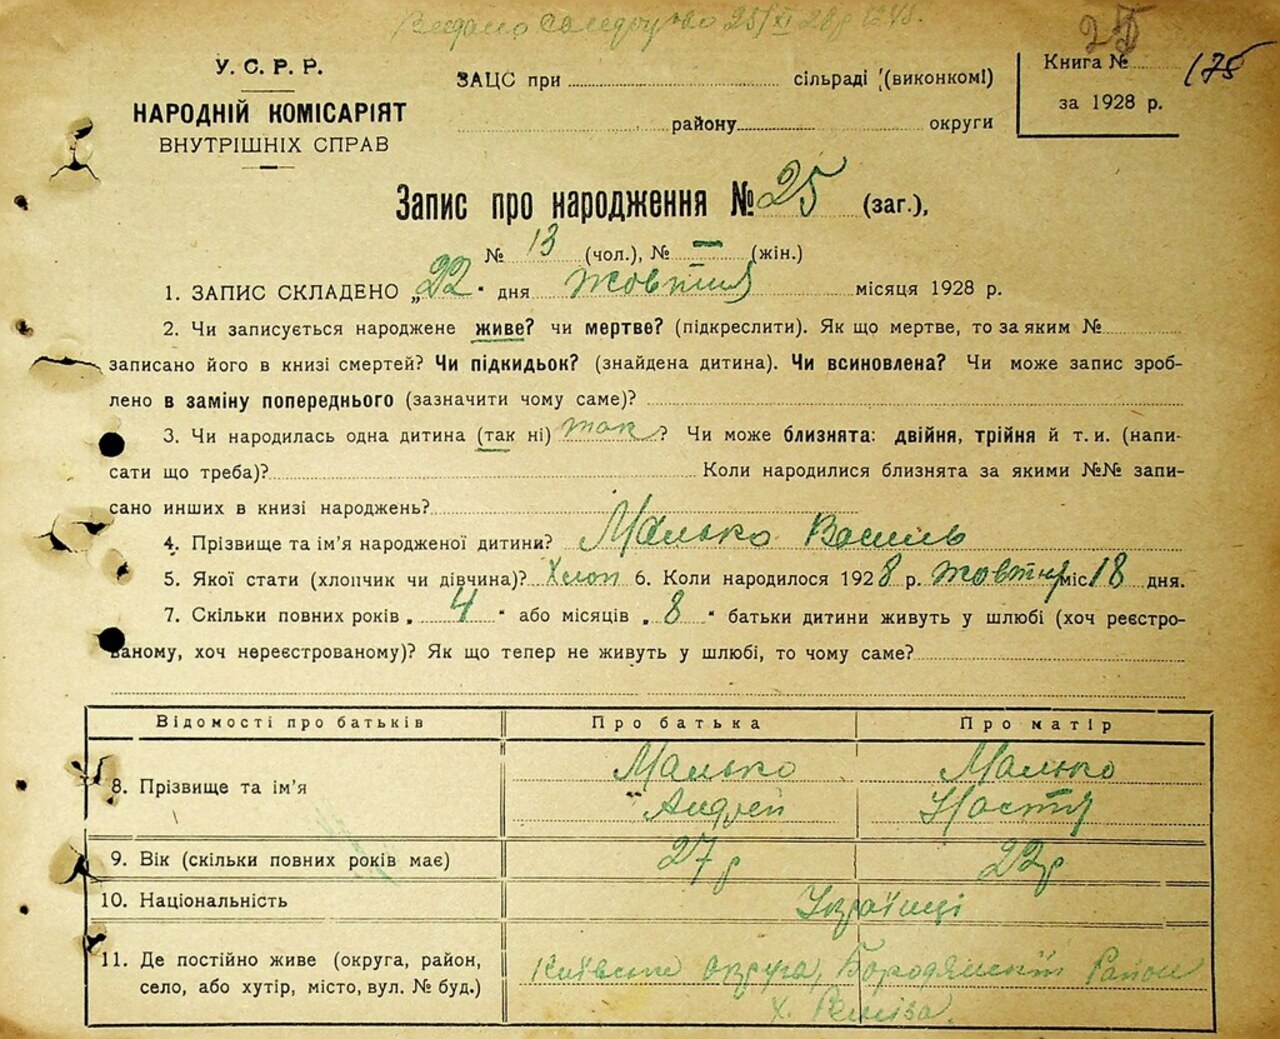 25
175
У. С. Р. Р.
НАРОДНІЙ КОМІСАРІЯТ
ВНУТРІШНІХ СПРАВ
ЗАЦС при сільраді (виконкомі)
району округи
Книга №
за 1928 р.
Запис про народження № 25 (заг.),
№ 13 (чол.), № — (жін.)
1. ЗАПИС СКЛАДЕНО „22" дня жовтня місяця 1928 р.
2. Чи записується народжене живе? чи мертве? (підкреслити). Як що мертве, то за яким №
записано його в книзі смертей? Чи підкидьок? (знайдена дитина). Чи всиновлена? Чи може запис зроб-
лено в заміну попереднього (зазначити чому саме)?
3. Чи народилась одна дитина (так ні) так? Чи може близнята: двійня, трійня й т. и. (напи-
сати що треба)? Коли народилися близнята за якими №№ запи-
сано инших в книзі народжень?
4. Прізвище та ім'я народженої дитини? Малько Василь
5. Якої стати (хлопчик чи дівчина)? Хлоп 6. Коли народилося 1928 р. жовтня міс 18 дня.
7. Скільки повних років „ 4 " або місяців „ 8 " батьки дитини живуть у шлюбі (хоч реєстро-
ваному, хоч нереєстрованому)? Як що тепер не живуть у шлюбі, то чому саме?
Відомості про батьків Про батька Про матір
8. Прізвище та ім'я Малько Андрей Малько Настя
9. Вік (скільки повних років має) 27 р 22 р
10. Національність Українці
11. Де постійно живе (округа, район,
село, або хутір, місто, вул. № буд.)
Київська округа, Бородянский Район
х.